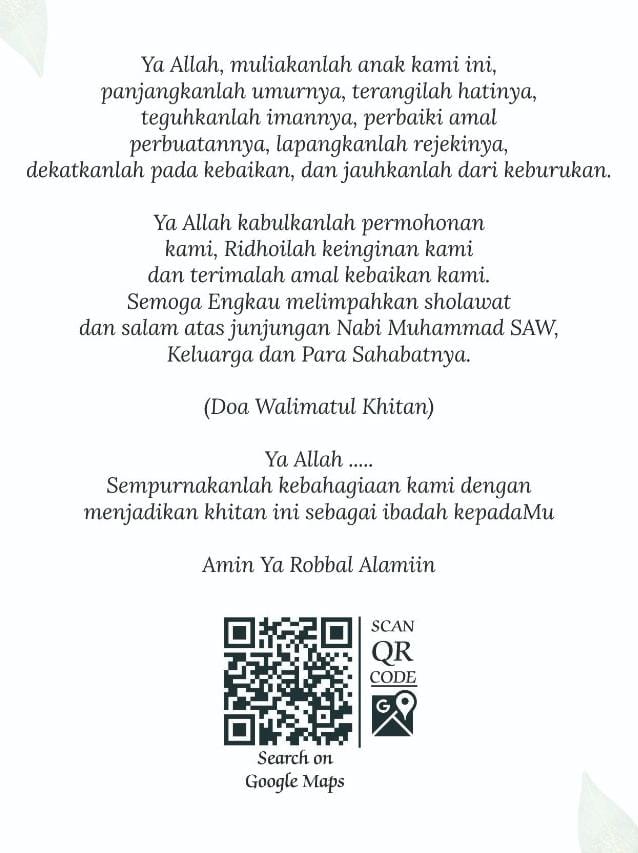 Ya Allah, muliakanlah anak kami ini,
panjangkanlah umurnya, terangilah hatinya,
teguhkanlah imannya, perbaiki amal
perbuatannya, lapangkanlah rejekinya,
dekatkanlah pada kebaikan, dan jauhkanlah dari keburukan.
Ya Allah kabulkanlah permohonan
kami, Ridhoilah keinginan kami
dan terimalah amal kebaikan kami.
Semoga Engkau melimpahkan sholawat
dan salam atas junjungan Nabi Muhammad SAW,
Keluarga dan Para Sahabatnya.
(Doa Walimatul Khitan)
Ya Allah .....
Sempurnakanlah kebahagiaan kami dengan
menjadikan khitan ini sebagai ibadah kepadaMu
Amin Ya Robbal Alamiin
SCAN
QR
CODE
G
Search on
Google Maps